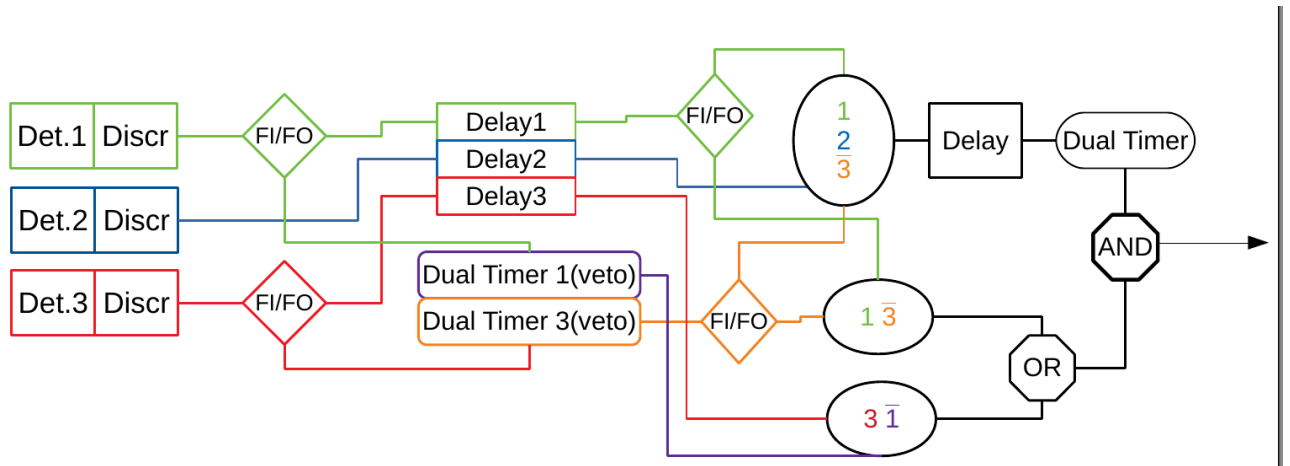 Det.1 Discr
FI/FO
Delay1
FI/FO
1
2
3̅
Delay
Dual Timer
Delay2
Det.2 Discr
Delay3
Det.3 Discr
FI/FO
Dual Timer 1(veto)
Dual Timer 3(veto)
FI/FO
1 3̅
AND
OR
3 1̅